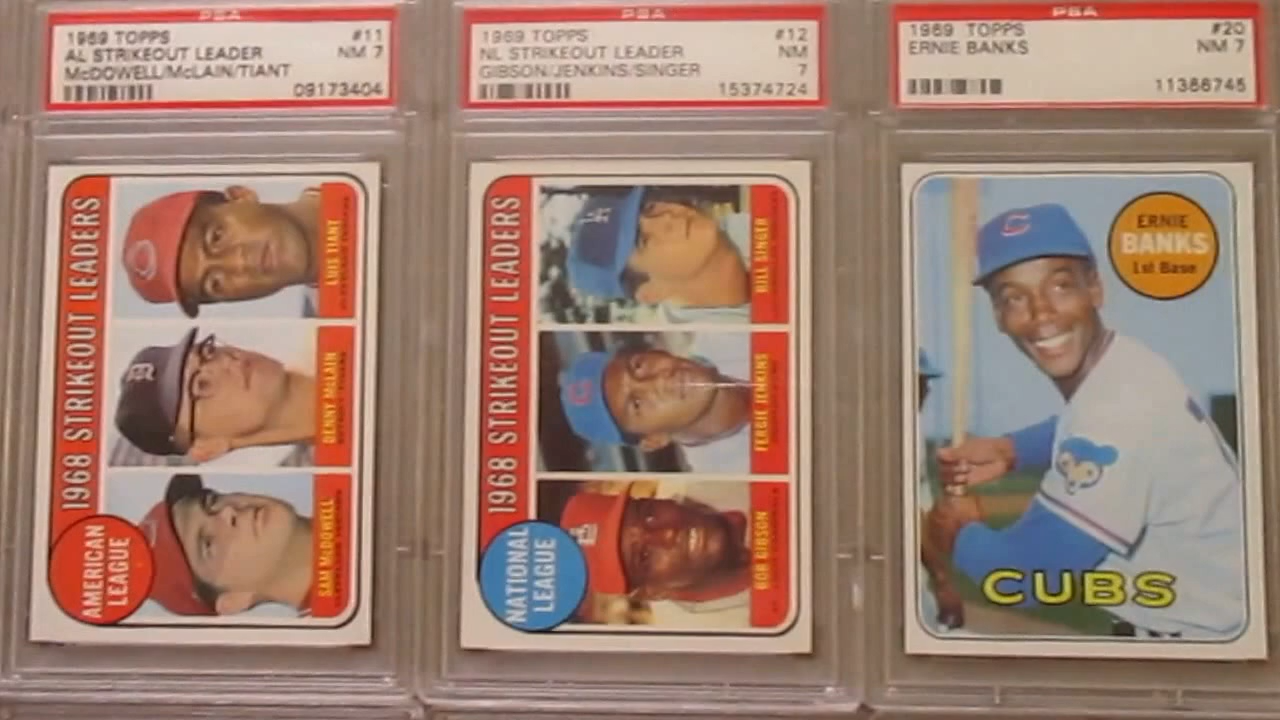 PSA
1969 TOPPS #11
AL STRIKEOUT LEADER NM 7
McDOWELL/McLAIN/TIANT
09173404
PSA
1969 TOPPS #12
NL STRIKEOUT LEADER NM
GIBSON/JENKINS/SINGER 7
15374724
PSA
1969 TOPPS #20
ERNIE BANKS NM 7
11366745
1968 STRIKEOUT LEADERS
AMERICAN
LEAGUE
LUIS TIANT
DENNY McLAIN
SAM McDOWELL
1968 STRIKEOUT LEADERS
NATIONAL
LEAGUE
BILL SINGER
FERGIE JENKINS
BOB GIBSON
ERNIE
BANKS
1st Base
C
CUBS